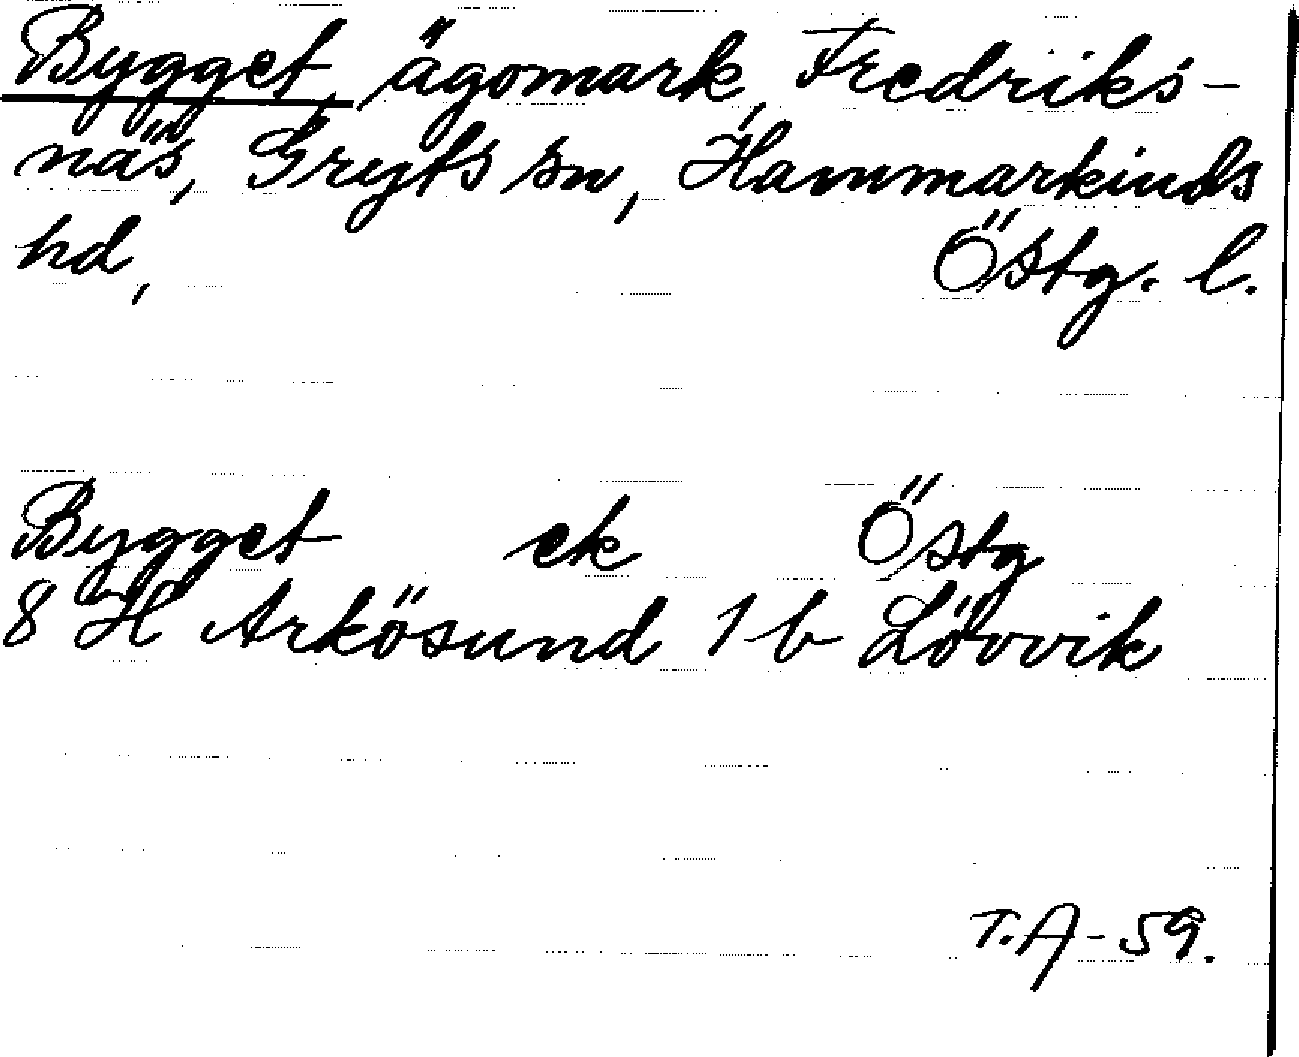 Bygget, ägomark, Fredriks-
näs, Gryts sn, Hammarkinds
hd, Östg. l.
Bygget ek Östg
8 H Arkösund 1 b Lövvik
T.A-59.